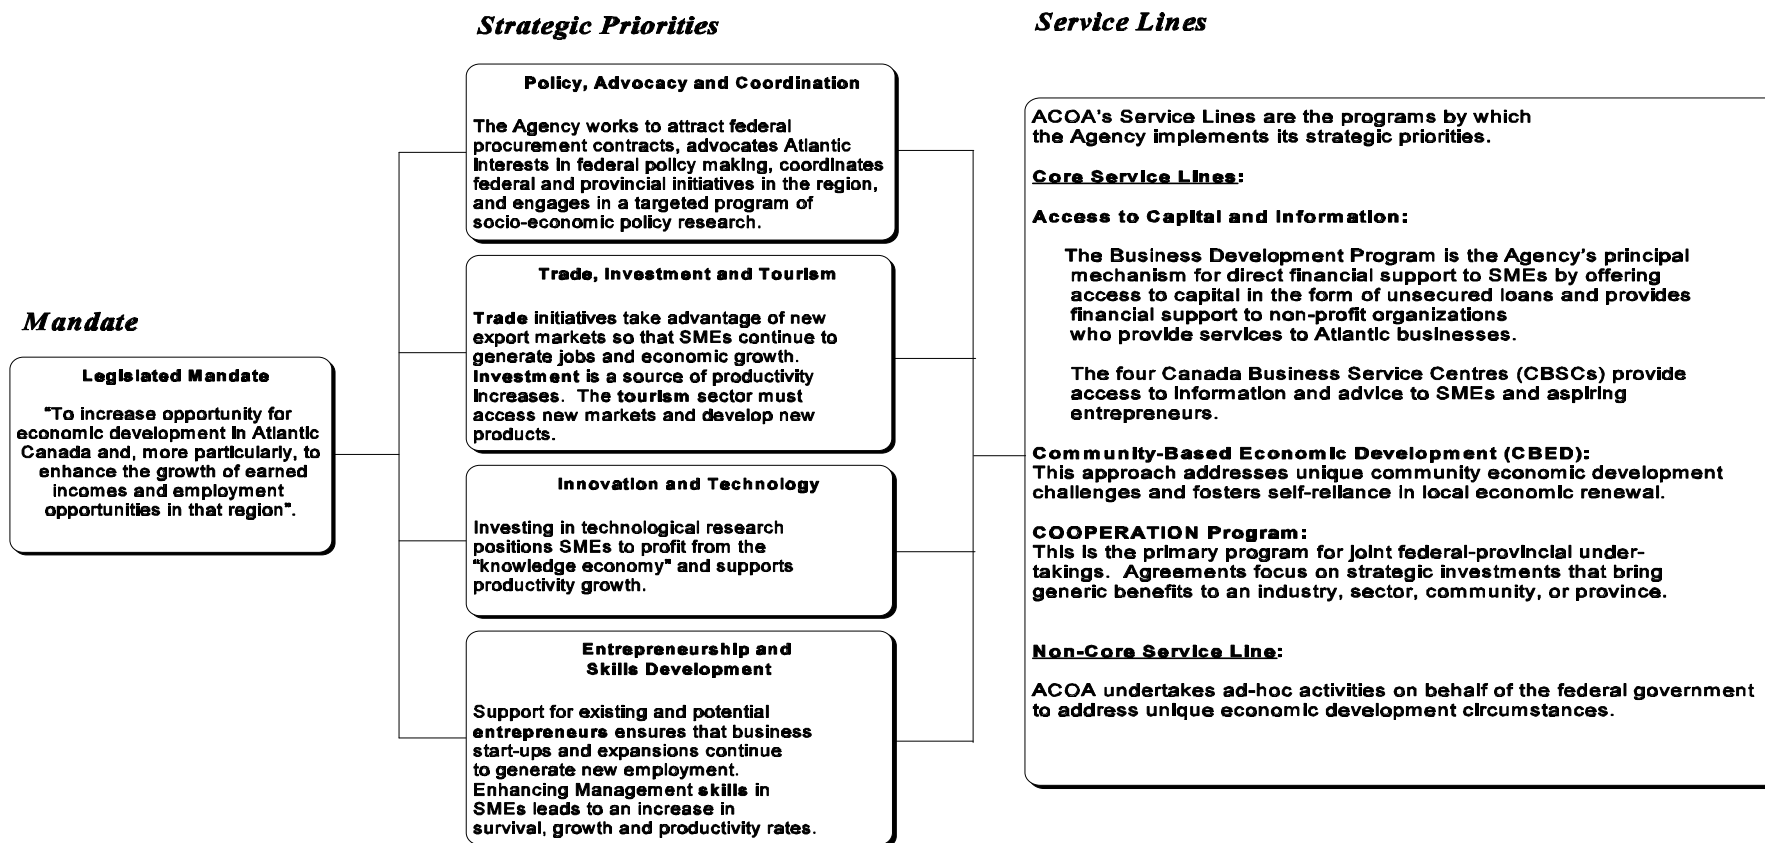 Mandate
Legislated Mandate
"To increase opportunity for
economic development in Atlantic
Canada and, more particularly, to
enhance the growth of earned
incomes and employment
opportunities in that region".
Strategic Priorities
Policy, Advocacy and Coordination
The Agency works to attract federal
procurement contracts, advocates Atlantic
interests in federal policy making, coordinates
federal and provincial initiatives in the region,
and engages in a targeted program of
socio-economic policy research.
Trade, Investment and Tourism
Trade initiatives take advantage of new
export markets so that SMEs continue to
generate jobs and economic growth.
Investment is a source of productivity
increases. The tourism sector must
access new markets and develop new
products.
Innovation and Technology
Investing in technological research
positions SMEs to profit from the
"knowledge economy" and supports
productivity growth.
Entrepreneurship and
Skills Development
Support for existing and potential
entrepreneurs ensures that business
start-ups and expansions continue
to generate new employment.
Enhancing Management skills in
SMEs leads to an increase in
survival, growth and productivity rates.
Service Lines
ACOA's Service Lines are the programs by which
the Agency implements its strategic priorities.
Core Service Lines:
Access to Capital and Information:
The Business Development Program is the Agency's principal
mechanism for direct financial support to SMEs by offering
access to capital in the form of unsecured loans and provides
financial support to non-profit organizations
who provide services to Atlantic businesses.
The four Canada Business Service Centres (CBSCs) provide
access to information and advice to SMEs and aspiring
entrepreneurs.
Community-Based Economic Development (CBED):
This approach addresses unique community economic development
challenges and fosters self-reliance in local economic renewal.
COOPERATION Program:
This is the primary program for joint federal-provincial under-
takings. Agreements focus on strategic investments that bring
generic benefits to an industry, sector, community, or province.
Non-Core Service Line:
ACOA undertakes ad-hoc activities on behalf of the federal government
to address unique economic development circumstances.